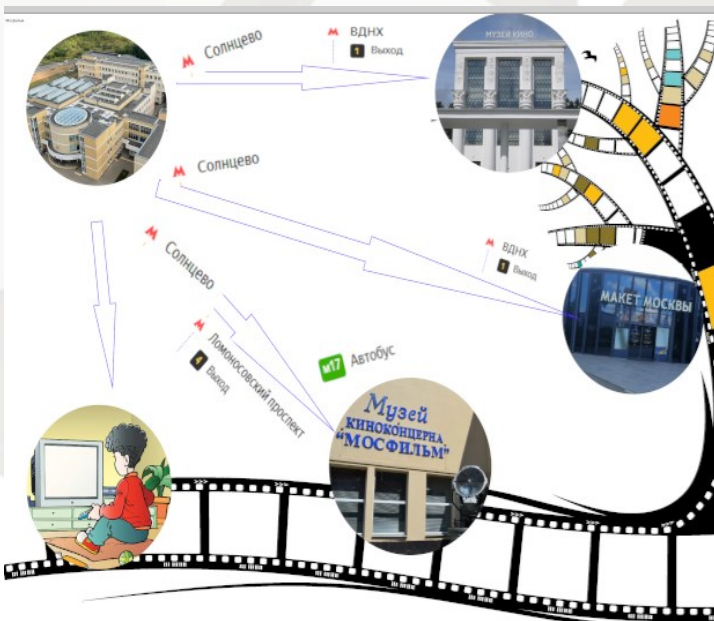 Солнцево
ВДНХ
1 Выход
МУЗЕЙ КИНО
Солнцево
ВДНХ
1 Выход
МАКЕТ МОСКВЫ
Солнцево
Ломоносовский проспект
4 Выход
м17 Автобус
Музей
КИНОКОНЦЕРНА
"МОСФИЛЬМ"